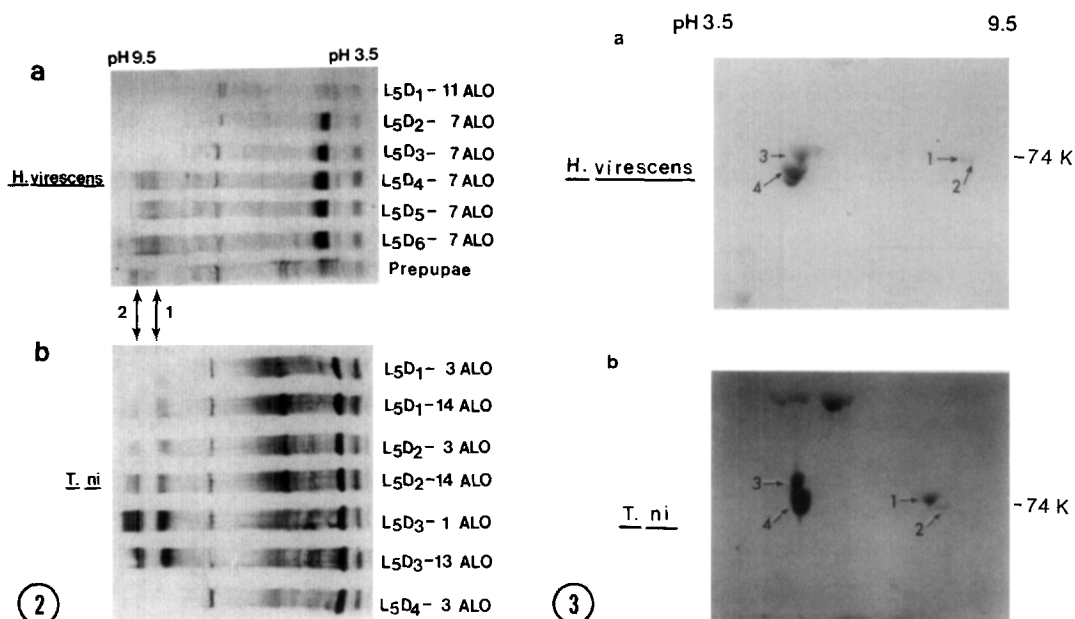 a
pH 9.5 pH 3.5
L5D1- 11 ALO
L5D2- 7 ALO
L5D3- 7 ALO
H. virescens
L5D4- 7 ALO
L5D5- 7 ALO
L5D6- 7 ALO
Prepupae
2 1
b
L5D1- 3 ALO
L5D1-14 ALO
L5D2- 3 ALO
T. ni
L5D2-14 ALO
L5D3- 1 ALO
L5D3-13 ALO
L5D4- 3 ALO
2
pH 3.5 9.5
a
H. virescens
3
4
1
2
-74 K
b
T. ni
3
4
1
2
-74 K
3